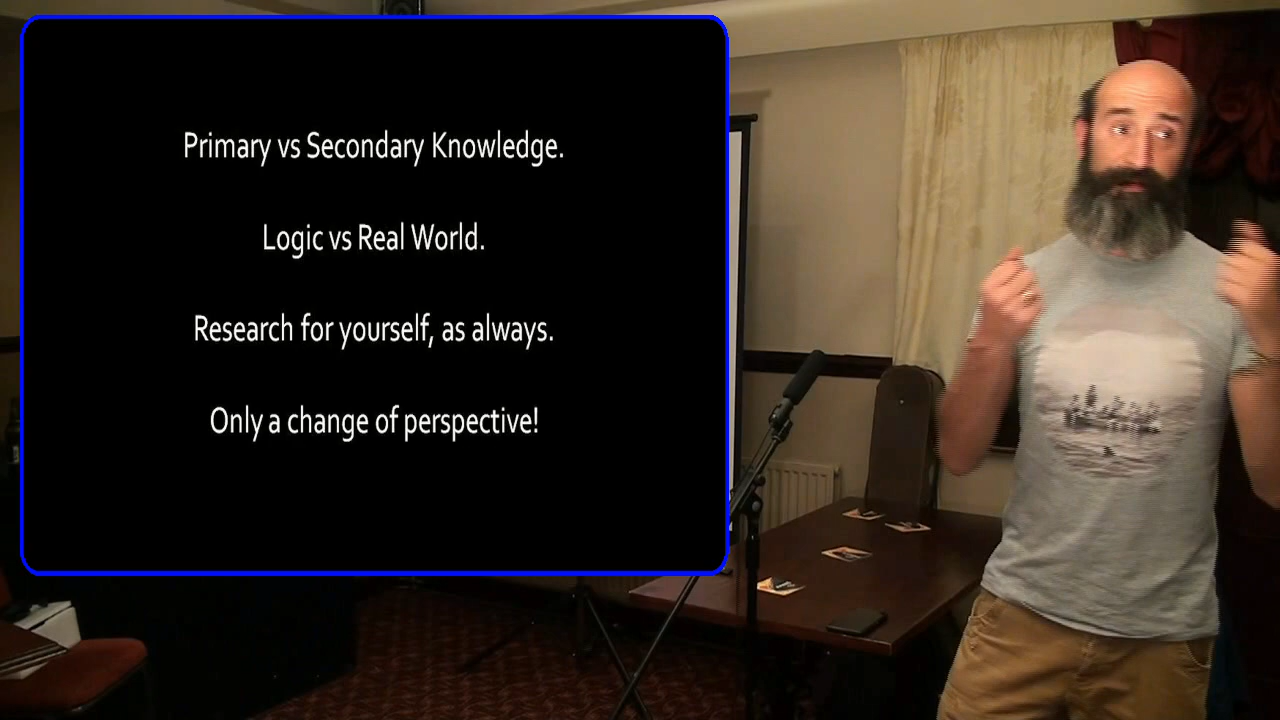 Primary vs Secondary Knowledge.
Logic vs Real World.
Research for yourself, as always.
Only a change of perspective!